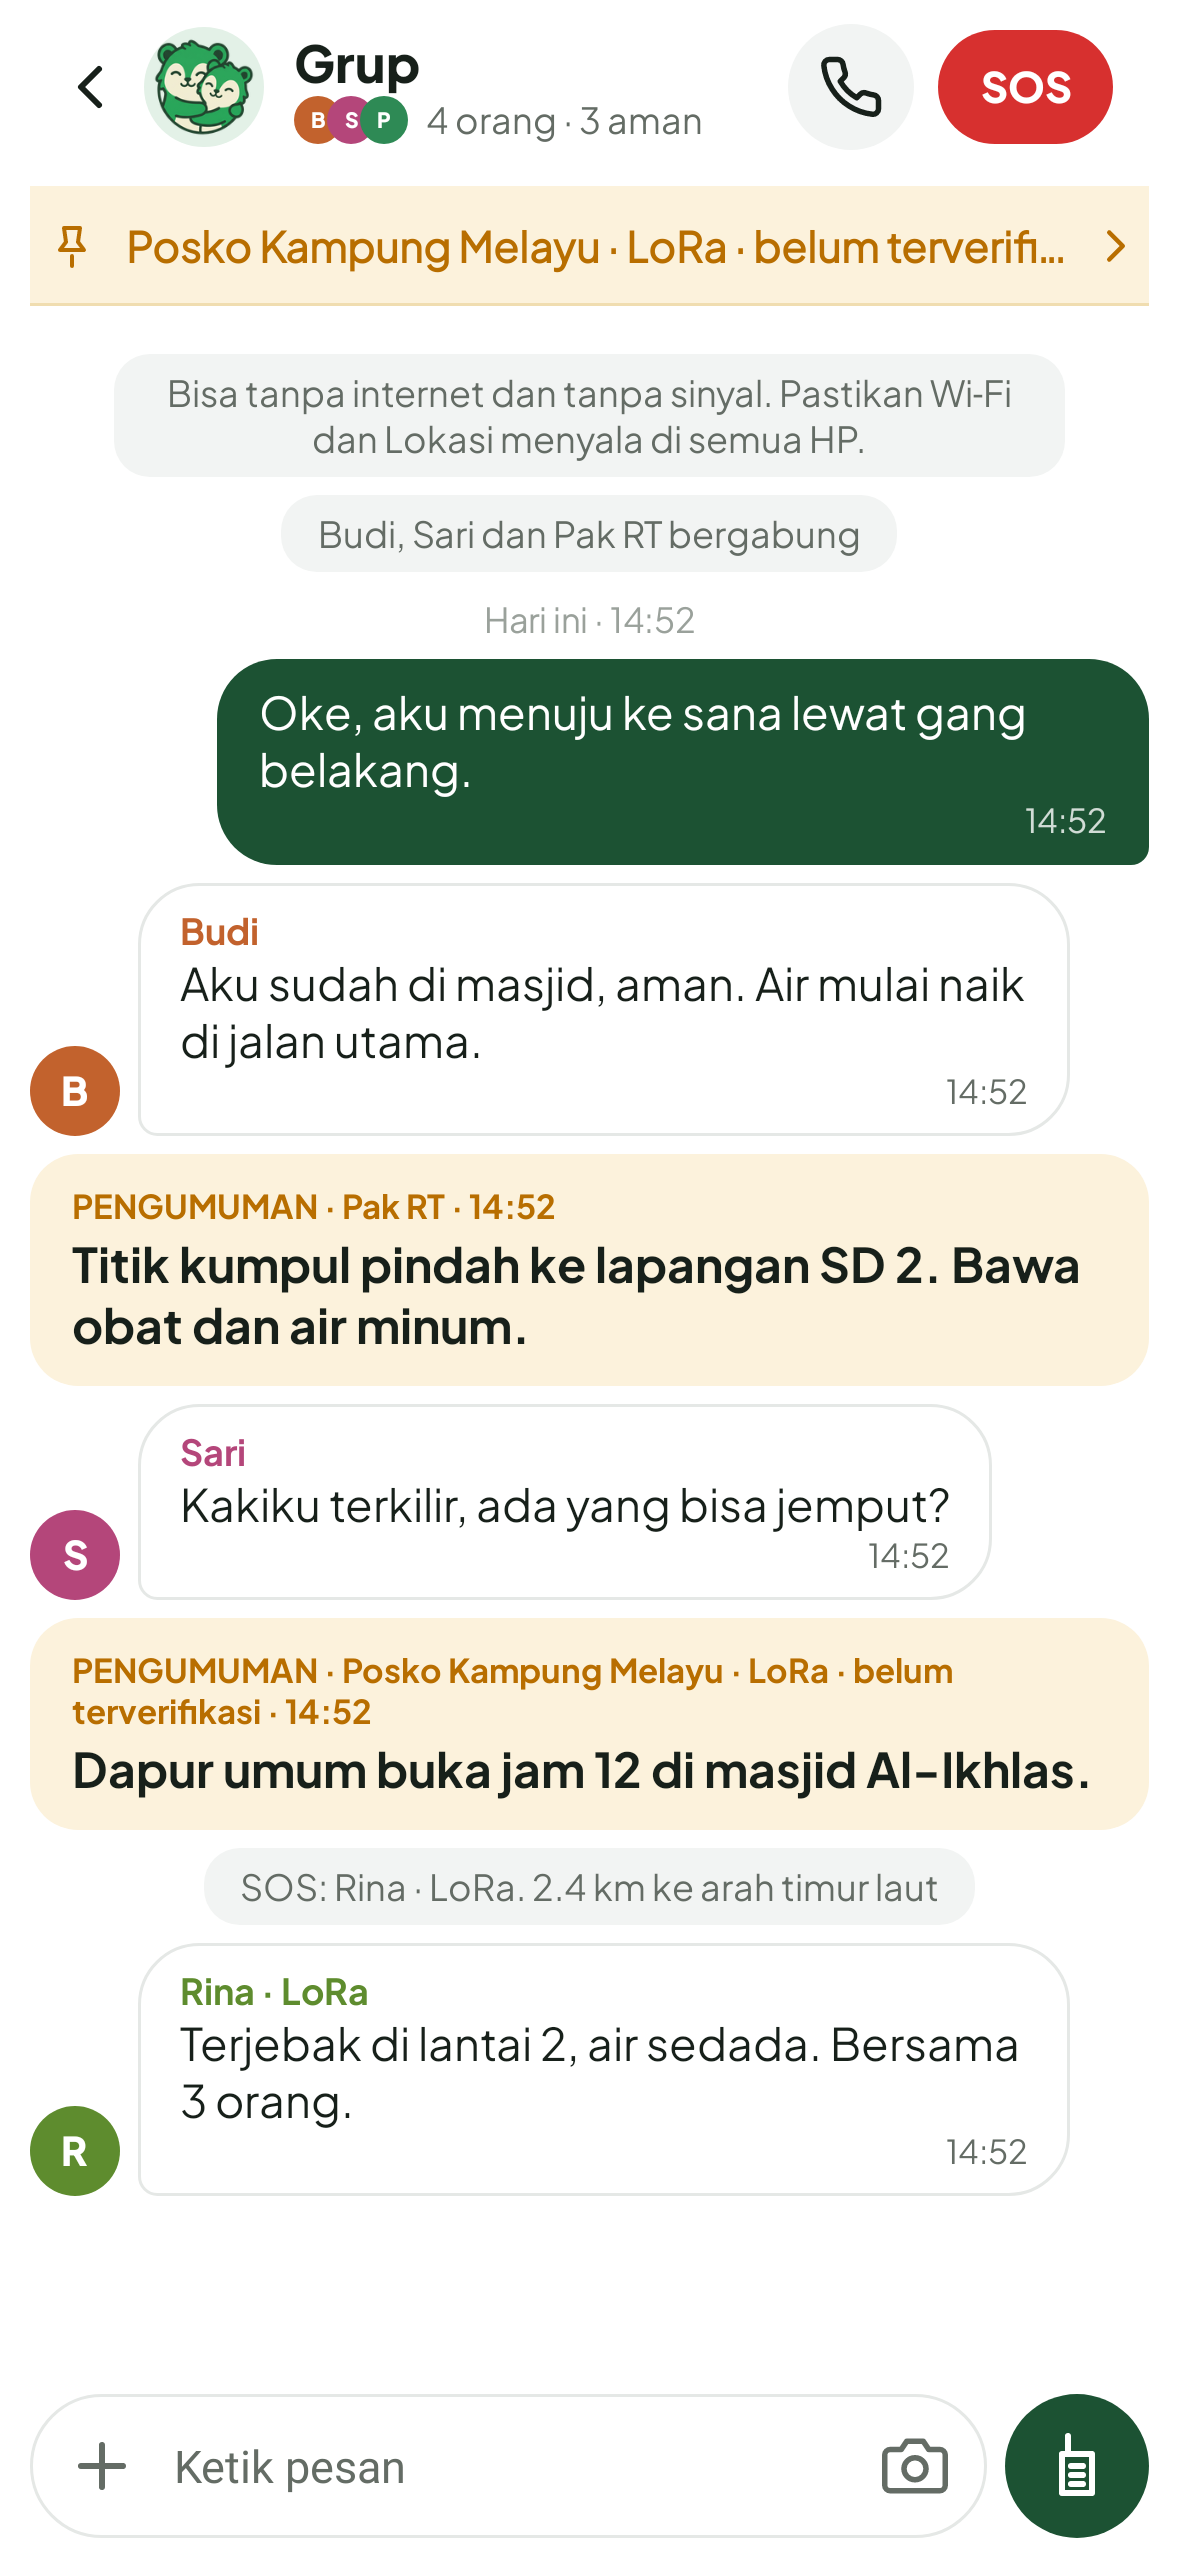 Grup
SOS
B S P 4 orang · 3 aman
Posko Kampung Melayu · LoRa · belum terverifi...
Bisa tanpa internet dan tanpa sinyal. Pastikan Wi-Fi
dan Lokasi menyala di semua HP.
Budi, Sari dan Pak RT bergabung
Hari ini · 14:52
Oke, aku menuju ke sana lewat gang
belakang.
14:52
Budi
Aku sudah di masjid, aman. Air mulai naik
di jalan utama.
14:52
B
PENGUMUMAN · Pak RT · 14:52
Titik kumpul pindah ke lapangan SD 2. Bawa
obat dan air minum.
Sari
Kakiku terkilir, ada yang bisa jemput?
14:52
S
PENGUMUMAN · Posko Kampung Melayu · LoRa · belum
terverifikasi · 14:52
Dapur umum buka jam 12 di masjid Al-Ikhlas.
SOS: Rina · LoRa. 2.4 km ke arah timur laut
Rina · LoRa
Terjebak di lantai 2, air sedada. Bersama
3 orang.
14:52
R
Ketik pesan